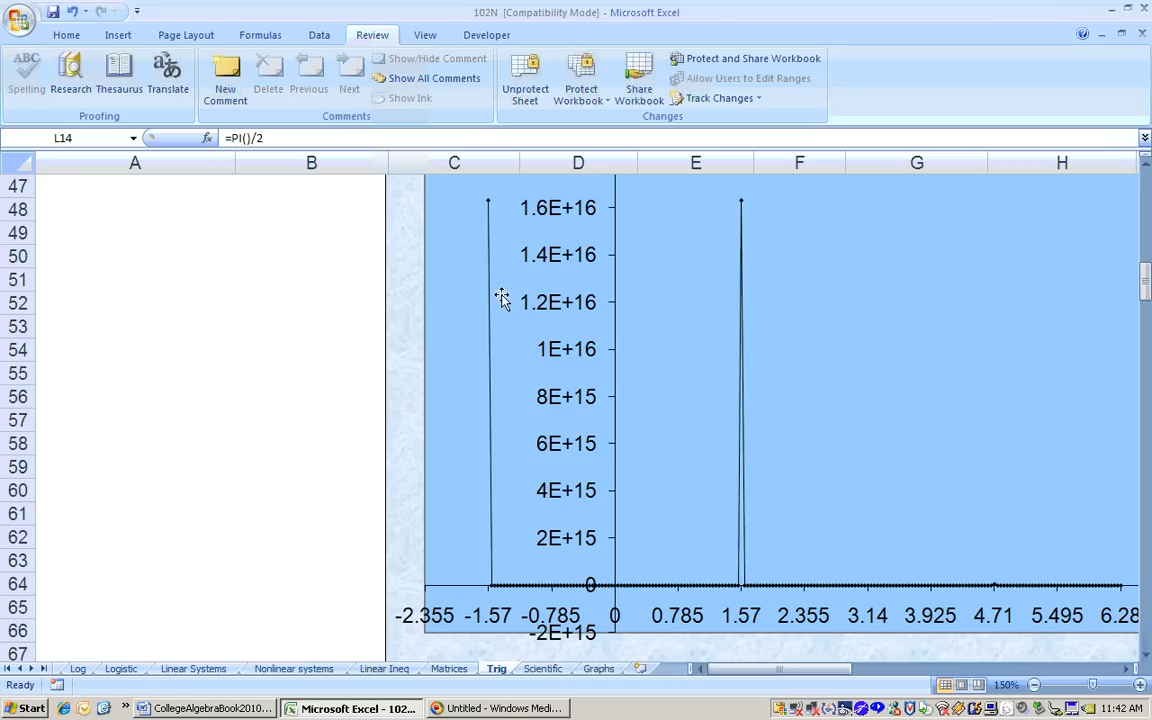 102N [Compatibility Mode] - Microsoft Excel
Home Insert Page Layout Formulas Data Review View Developer
ABC
Spelling Research Thesaurus Translate
Proofing
New Comment Delete Previous Next
Show/Hide Comment
Show All Comments
Show Ink
Comments
Unprotect Sheet Protect Workbook Share Workbook
Protect and Share Workbook
Allow Users to Edit Ranges
Track Changes
Changes
L14 fx =PI()/2
A B C D E F G H
47
48 1.6E+16
49
50 1.4E+16
51
52 1.2E+16
53
54 1E+16
55
56 8E+15
57
58 6E+15
59
60 4E+15
61
62 2E+15
63
64 0
65 -2.355 -1.57 -0.785 0 0.785 1.57 2.355 3.14 3.925 4.71 5.495 6.28
66 -2E+15
67
Log Logistic Linear Systems Nonlinear systems Linear Ineq Matrices Trig Scientific Graphs
Ready 150%
Start CollegeAlgebraBook2010... Microsoft Excel - 102... Untitled - Windows Medi... 11:42 AM